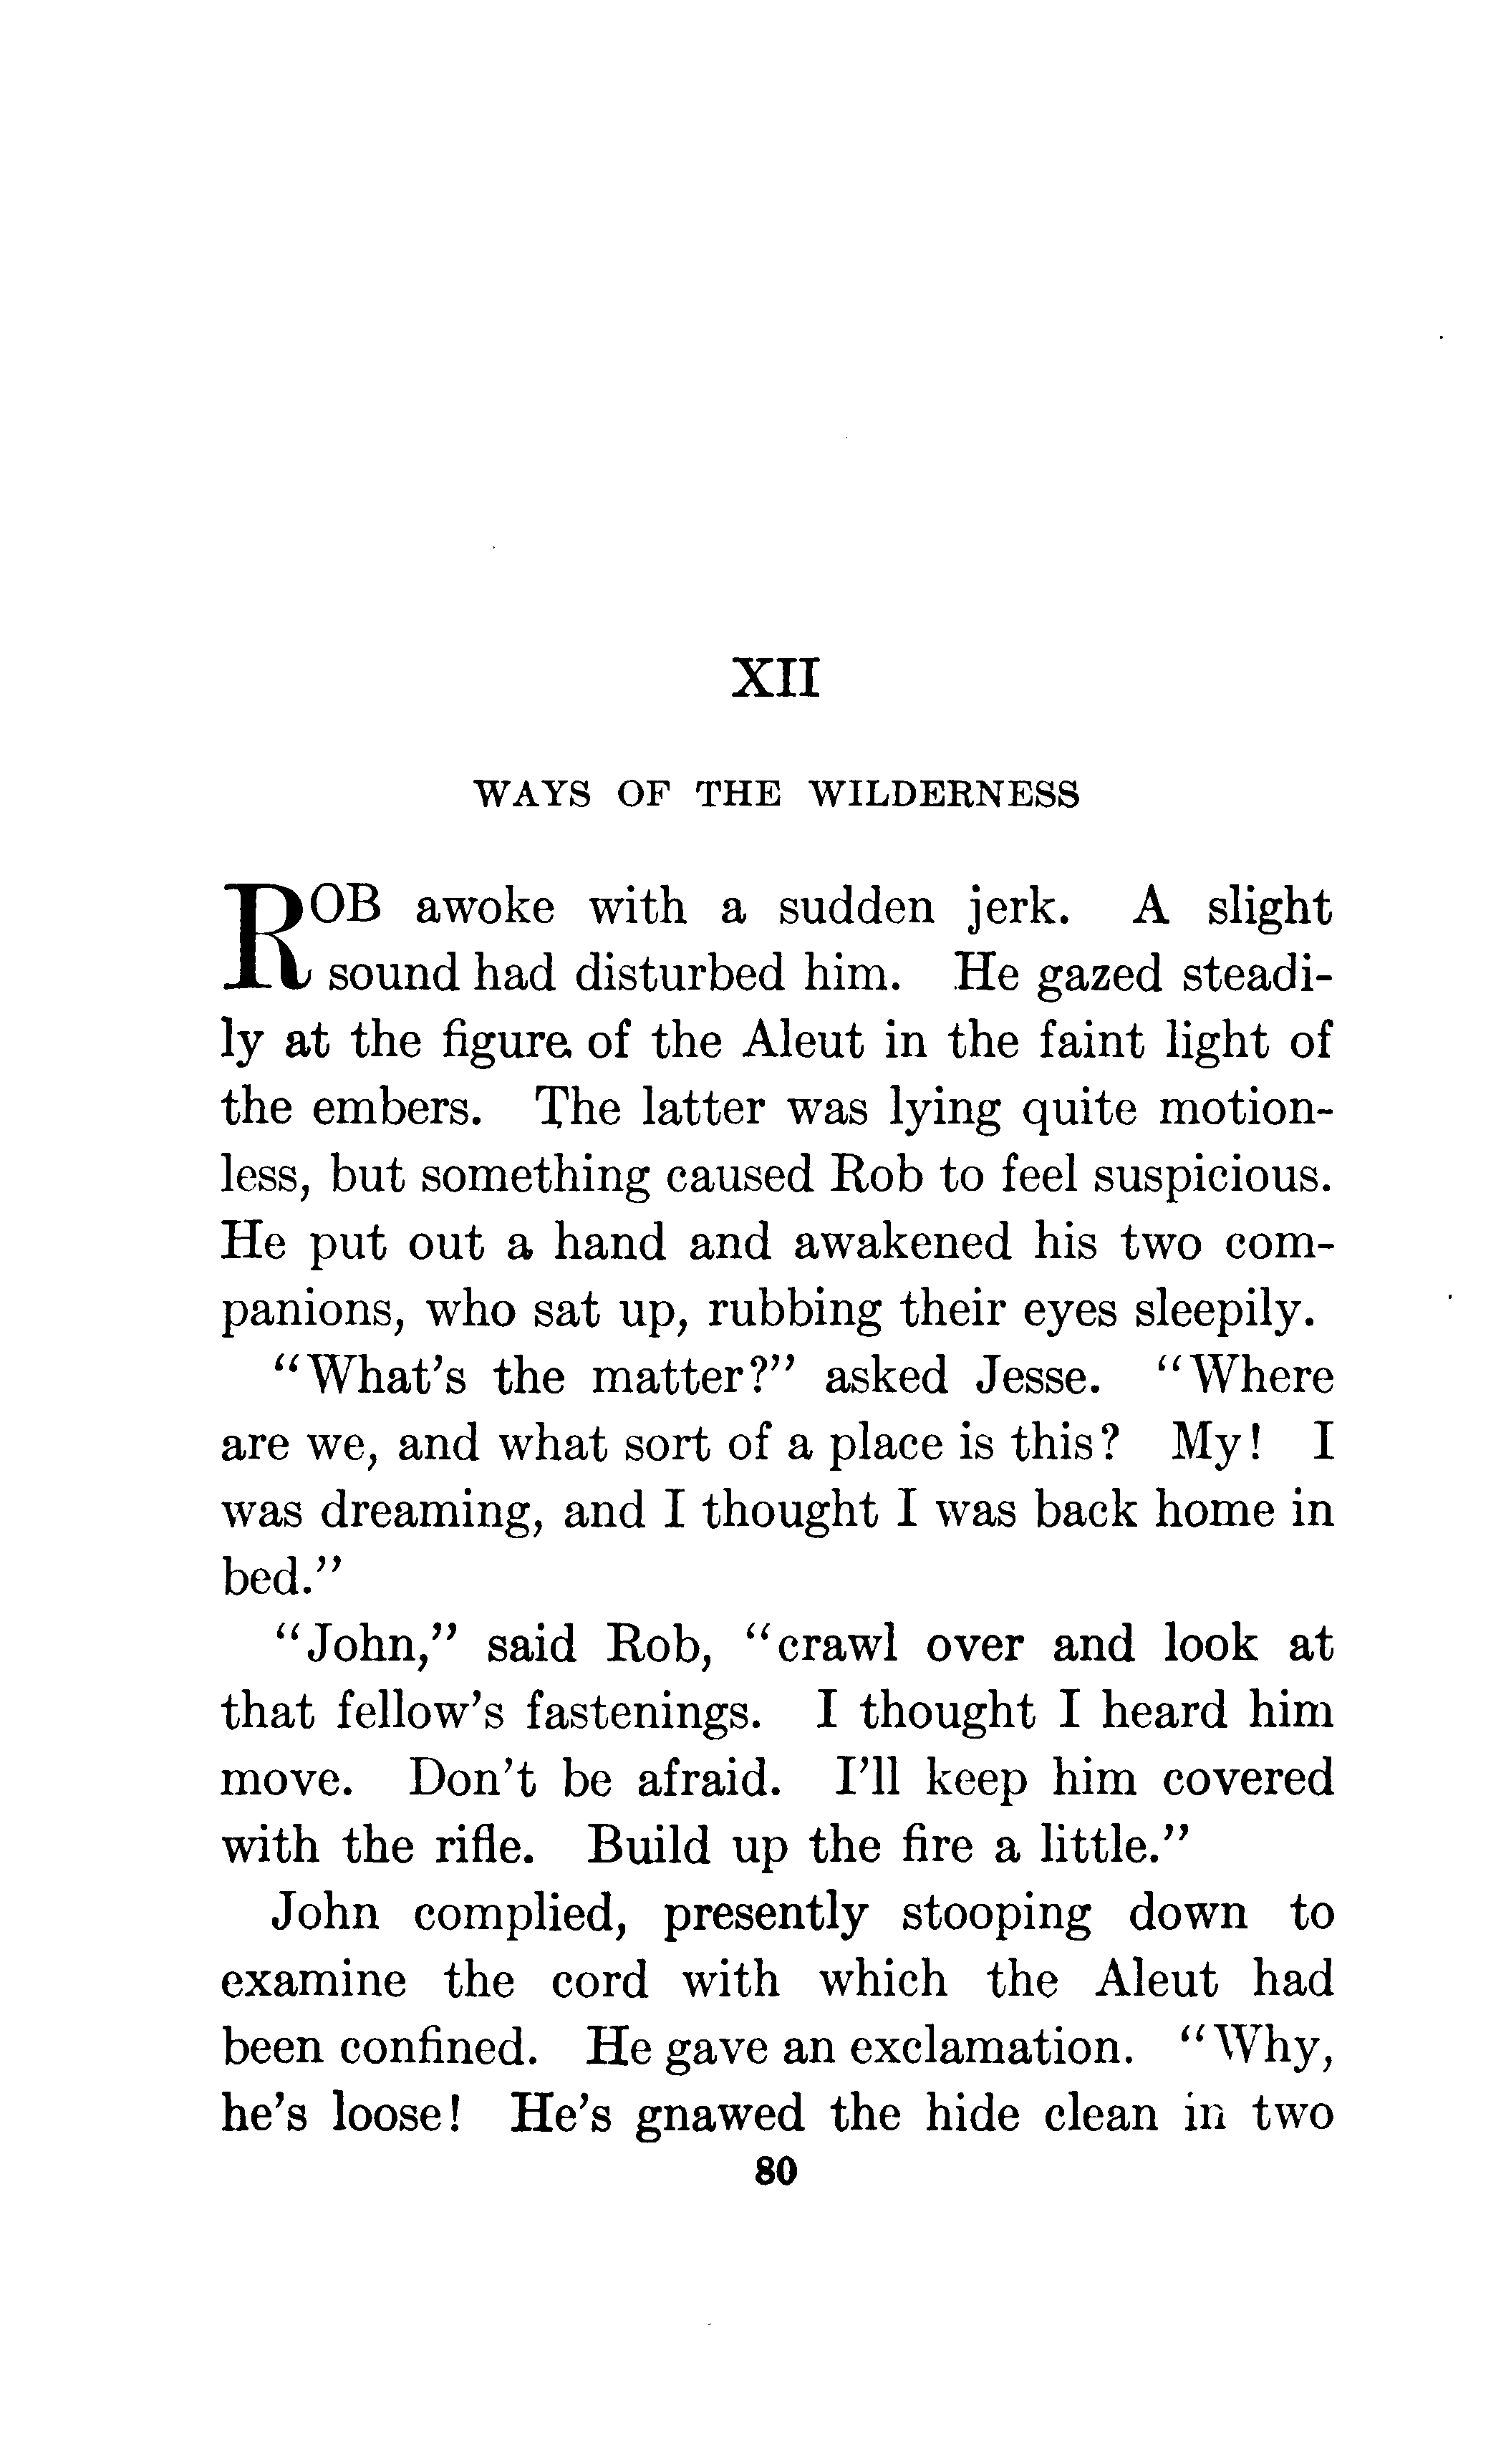 XII
WAYS OF THE WILDERNESS
ROB awoke with a sudden jerk. A slight
sound had disturbed him. He gazed steadi-
ly at the figure of the Aleut in the faint light of
the embers. The latter was lying quite motion-
less, but something caused Rob to feel suspicious.
He put out a hand and awakened his two com-
panions, who sat up, rubbing their eyes sleepily.
"What's the matter?" asked Jesse. "Where
are we, and what sort of a place is this? My! I
was dreaming, and I thought I was back home in
bed."
"John," said Rob, "crawl over and look at
that fellow's fastenings. I thought I heard him
move. Don't be afraid. I'll keep him covered
with the rifle. Build up the fire a little."
John complied, presently stooping down to
examine the cord with which the Aleut had
been confined. He gave an exclamation. "Why,
he's loose! He's gnawed the hide clean in two
80